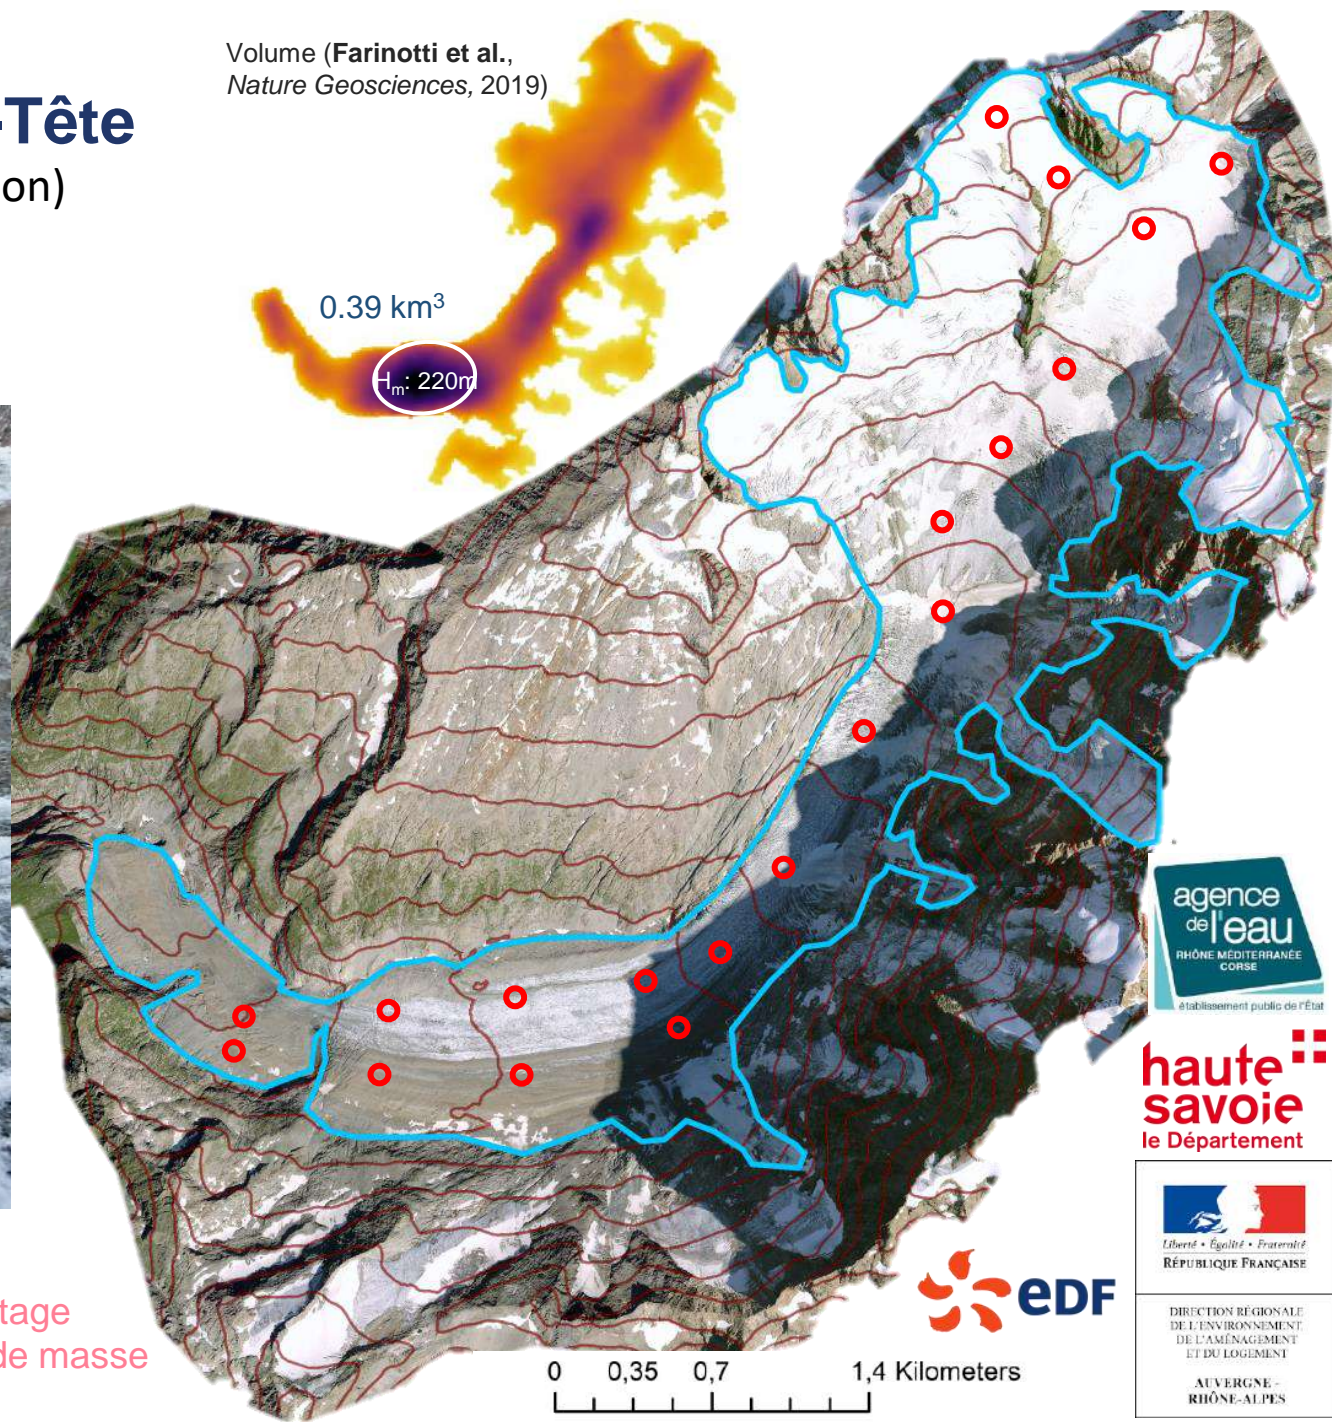 Volume (Farinotti et al.,
Nature Geosciences, 2019)
-Tête
on)
0.39 km³
Hm: 220m
agence
de l'eau
RHÔNE MÉDITERRANÉE
CORSE
établissement public de l'État
haute
savoie
le Département
Liberté • Égalité • Fraternité
RÉPUBLIQUE FRANÇAISE
DIRECTION RÉGIONALE
DE L'ENVIRONNEMENT,
DE L'AMÉNAGEMENT
ET DU LOGEMENT
AUVERGNE -
RHÔNE-ALPES
edf
tage
de masse
0 0,35 0,7 1,4 Kilometers